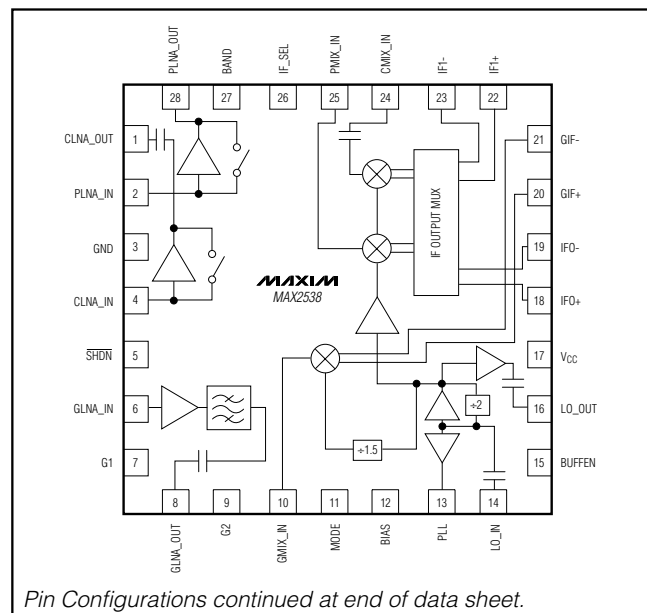 PLNA_OUT
BAND
IF_SEL
PMIX_IN
CMIX_IN
IF1-
IF1+
28
27
26
25
24
23
22
CLNA_OUT
1
21
GIF-
PLNA_IN
2
20
GIF+
GND
3
IF OUTPUT MUX
19
IF0-
CLNA_IN
4
MAXIM
MAX2538
18
IF0+
SHDN
5
17
VCC
GLNA_IN
6
÷2
16
LO_OUT
G1
7
÷1.5
15
BUFFEN
8
9
10
11
12
13
14
GLNA_OUT
G2
GMIX_IN
MODE
BIAS
PLL
LO_IN
Pin Configurations continued at end of data sheet.